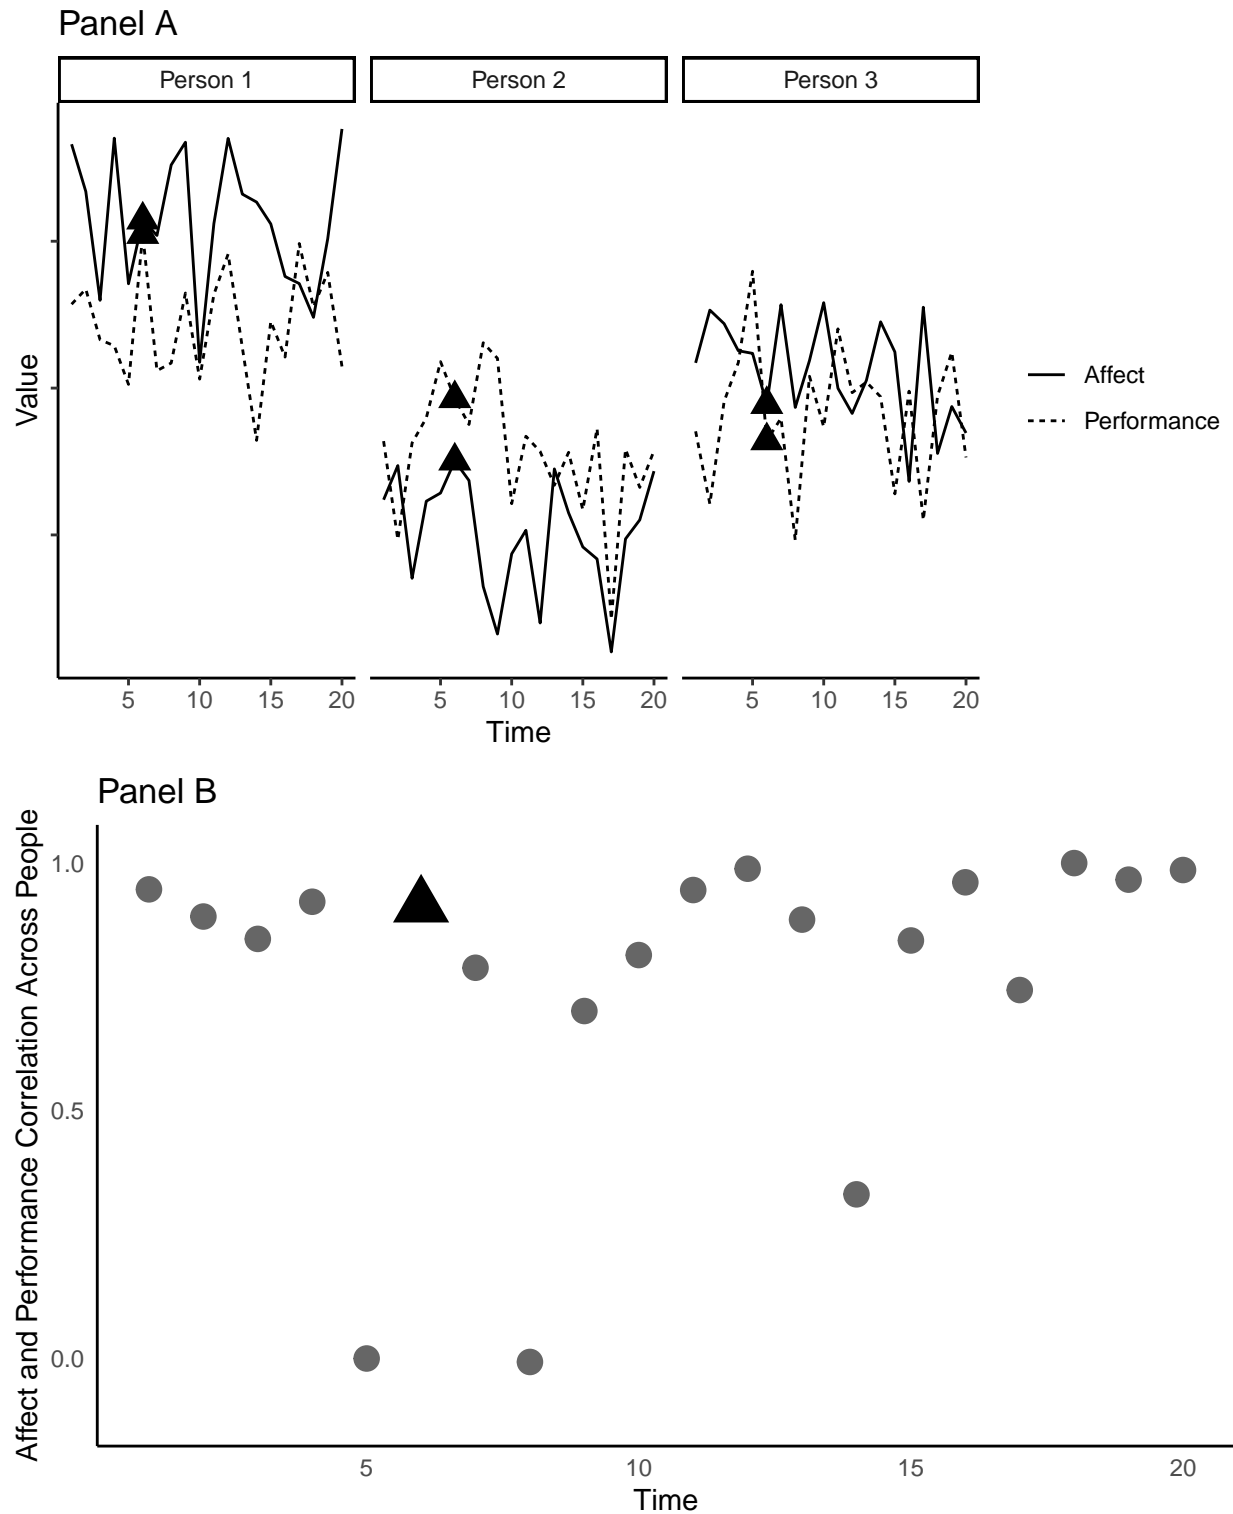 Panel A
Person 1
Person 2
Person 3
Value
Affect
Performance
5 10 15 20
5 10 15 20
5 10 15 20
Time
Panel B
Affect and Performance Correlation Across People
1.0
0.5
0.0
5 10 15 20
Time